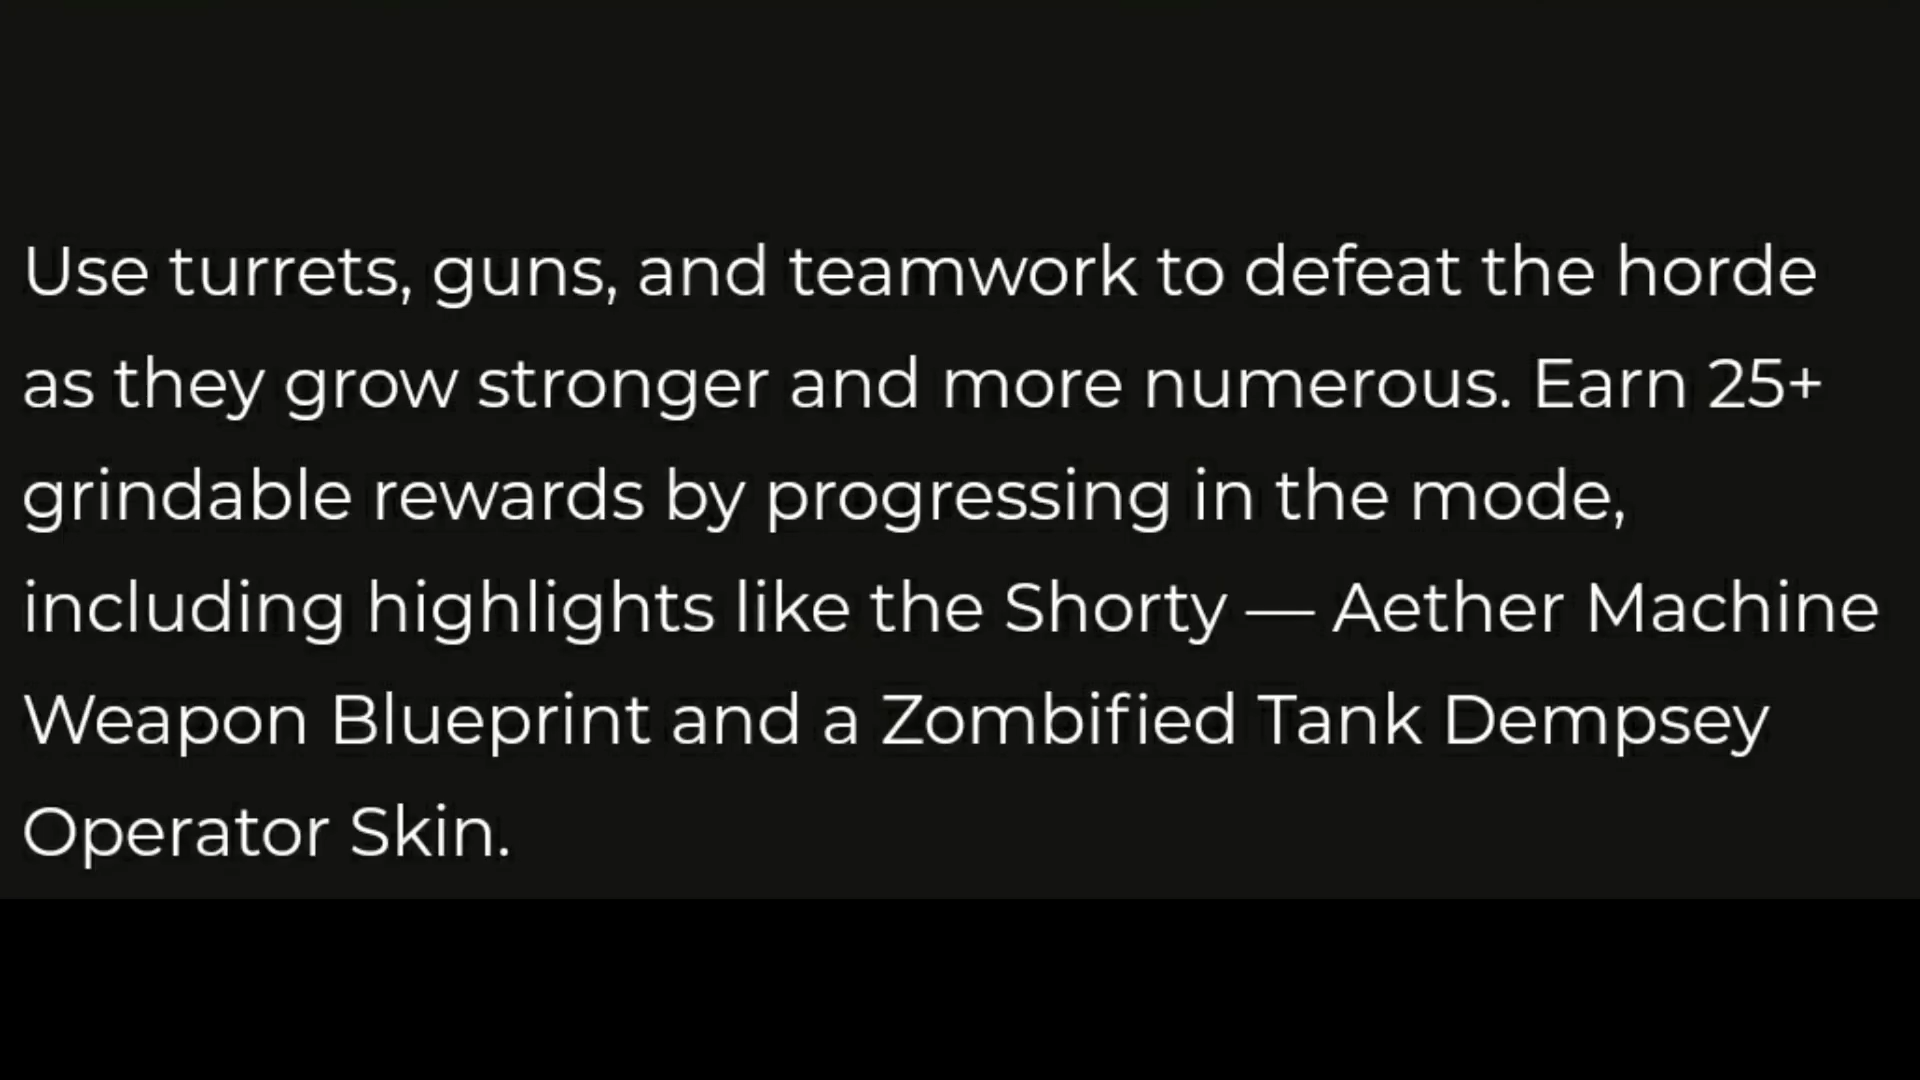 Use turrets, guns, and teamwork to defeat the horde
as they grow stronger and more numerous. Earn 25+
grindable rewards by progressing in the mode,
including highlights like the Shorty — Aether Machine
Weapon Blueprint and a Zombified Tank Dempsey
Operator Skin.